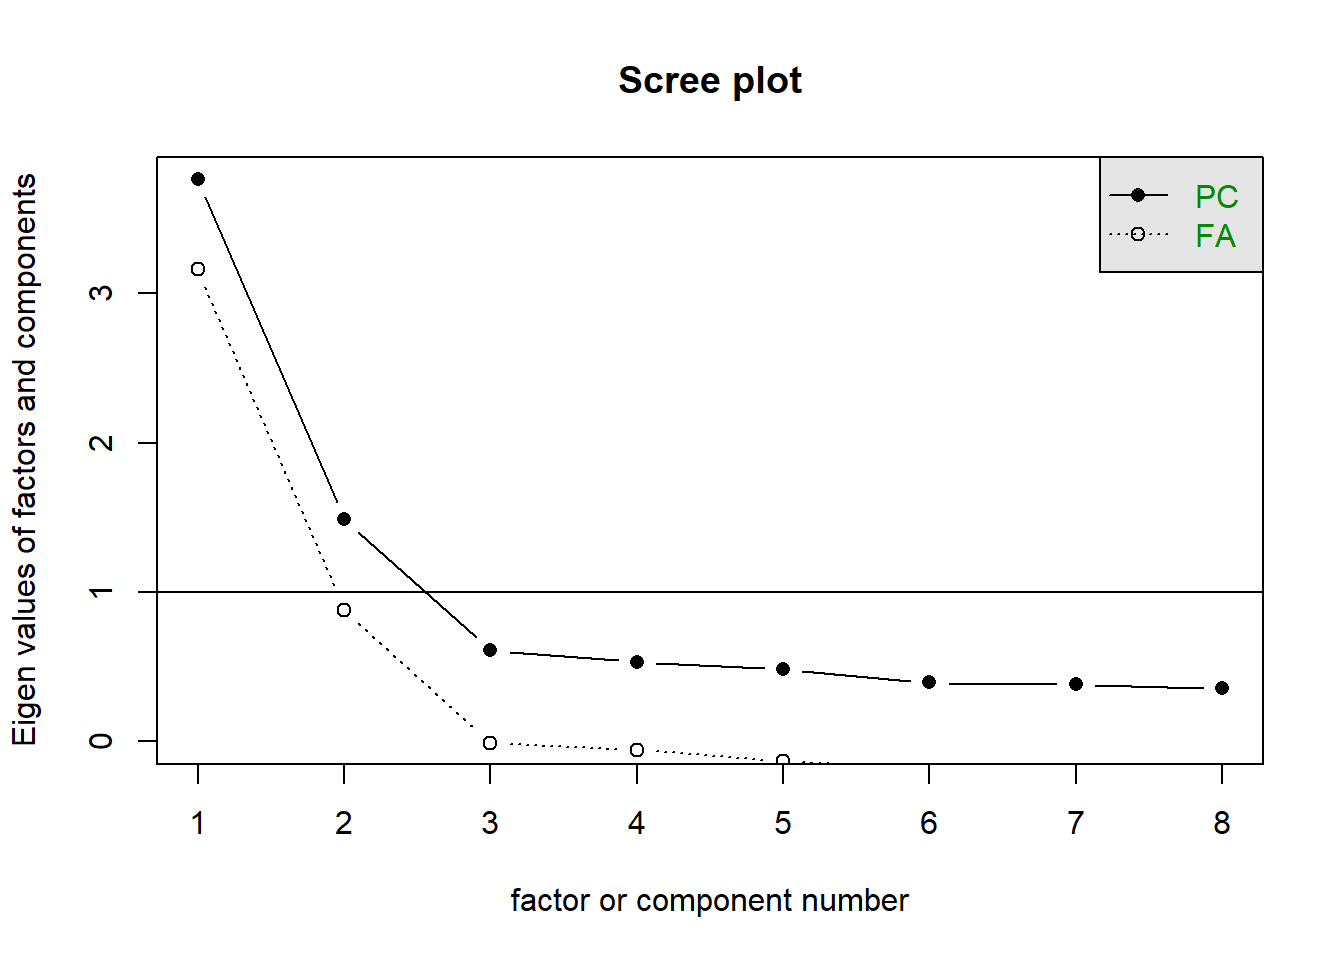 Scree plot
PC
FA
Eigen values of factors and components
3
2
1
0
1 2 3 4 5 6 7 8
factor or component number